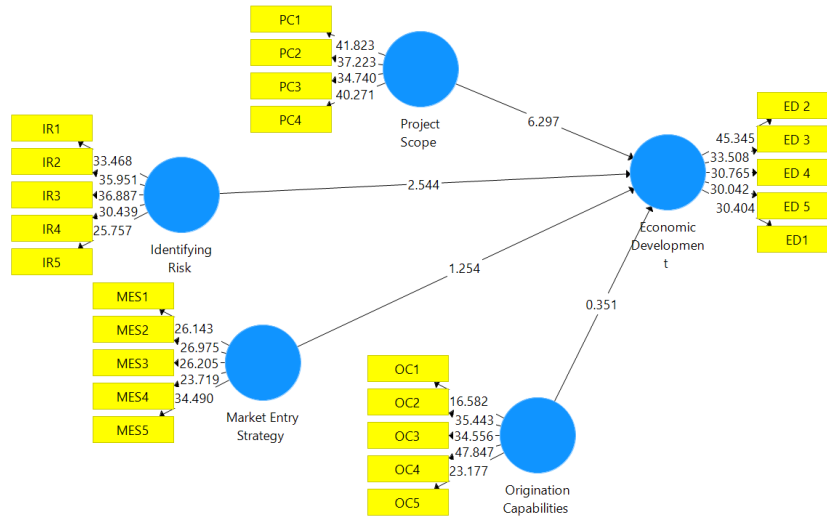 PC1
PC2
PC3
PC4
41.823
37.223
34.740
40.271
Project
Scope
6.297
ED 2
ED 3
ED 4
ED 5
ED1
45.345
33.508
30.765
30.042
30.404
Economic
Developmen
t
IR1
IR2
IR3
IR4
IR5
33.468
35.951
36.887
30.439
25.757
Identifying
Risk
2.544
MES1
MES2
MES3
MES4
MES5
26.143
26.975
26.205
23.719
34.490
Market Entry
Strategy
1.254
0.351
OC1
OC2
OC3
OC4
OC5
16.582
35.443
34.556
47.847
23.177
Origination
Capabilities